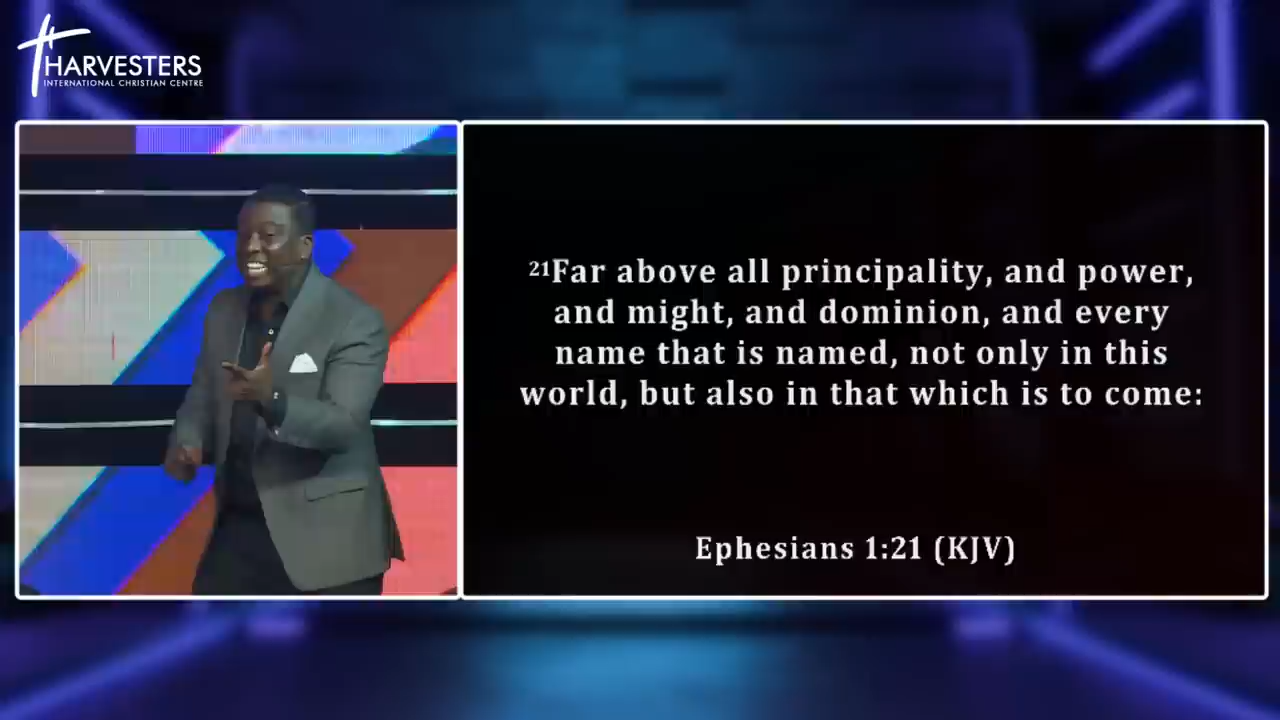 HARVESTERS
INTERNATIONAL CHRISTIAN CENTRE
21Far above all principality, and power,
and might, and dominion, and every
name that is named, not only in this
world, but also in that which is to come:
Ephesians 1:21 (KJV)